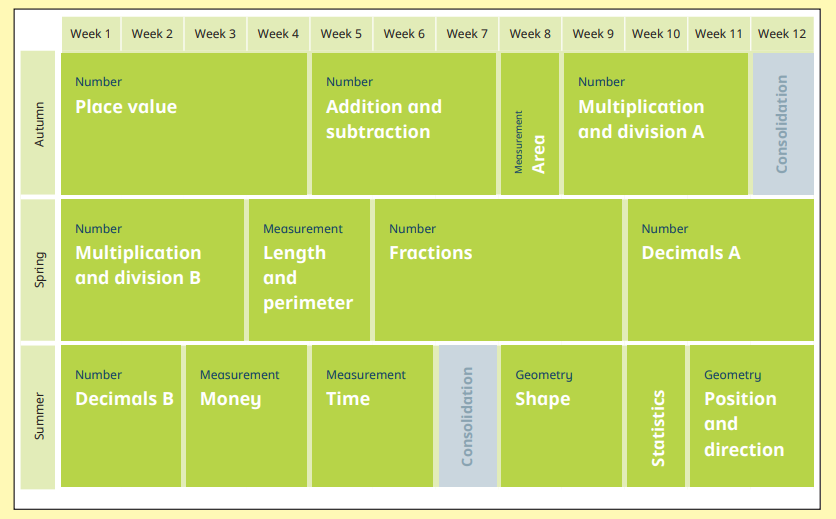 Week 1 Week 2 Week 3 Week 4 Week 5 Week 6 Week 7 Week 8 Week 9 Week 10 Week 11 Week 12
Autumn
Number
Place value
Number
Addition and
subtraction
Measurement
Area
Number
Multiplication
and division A
Consolidation
Spring
Number
Multiplication
and division B
Measurement
Length
and
perimeter
Number
Fractions
Number
Decimals A
Summer
Number
Decimals B
Measurement
Money
Measurement
Time
Consolidation
Geometry
Shape
Statistics
Geometry
Position
and
direction